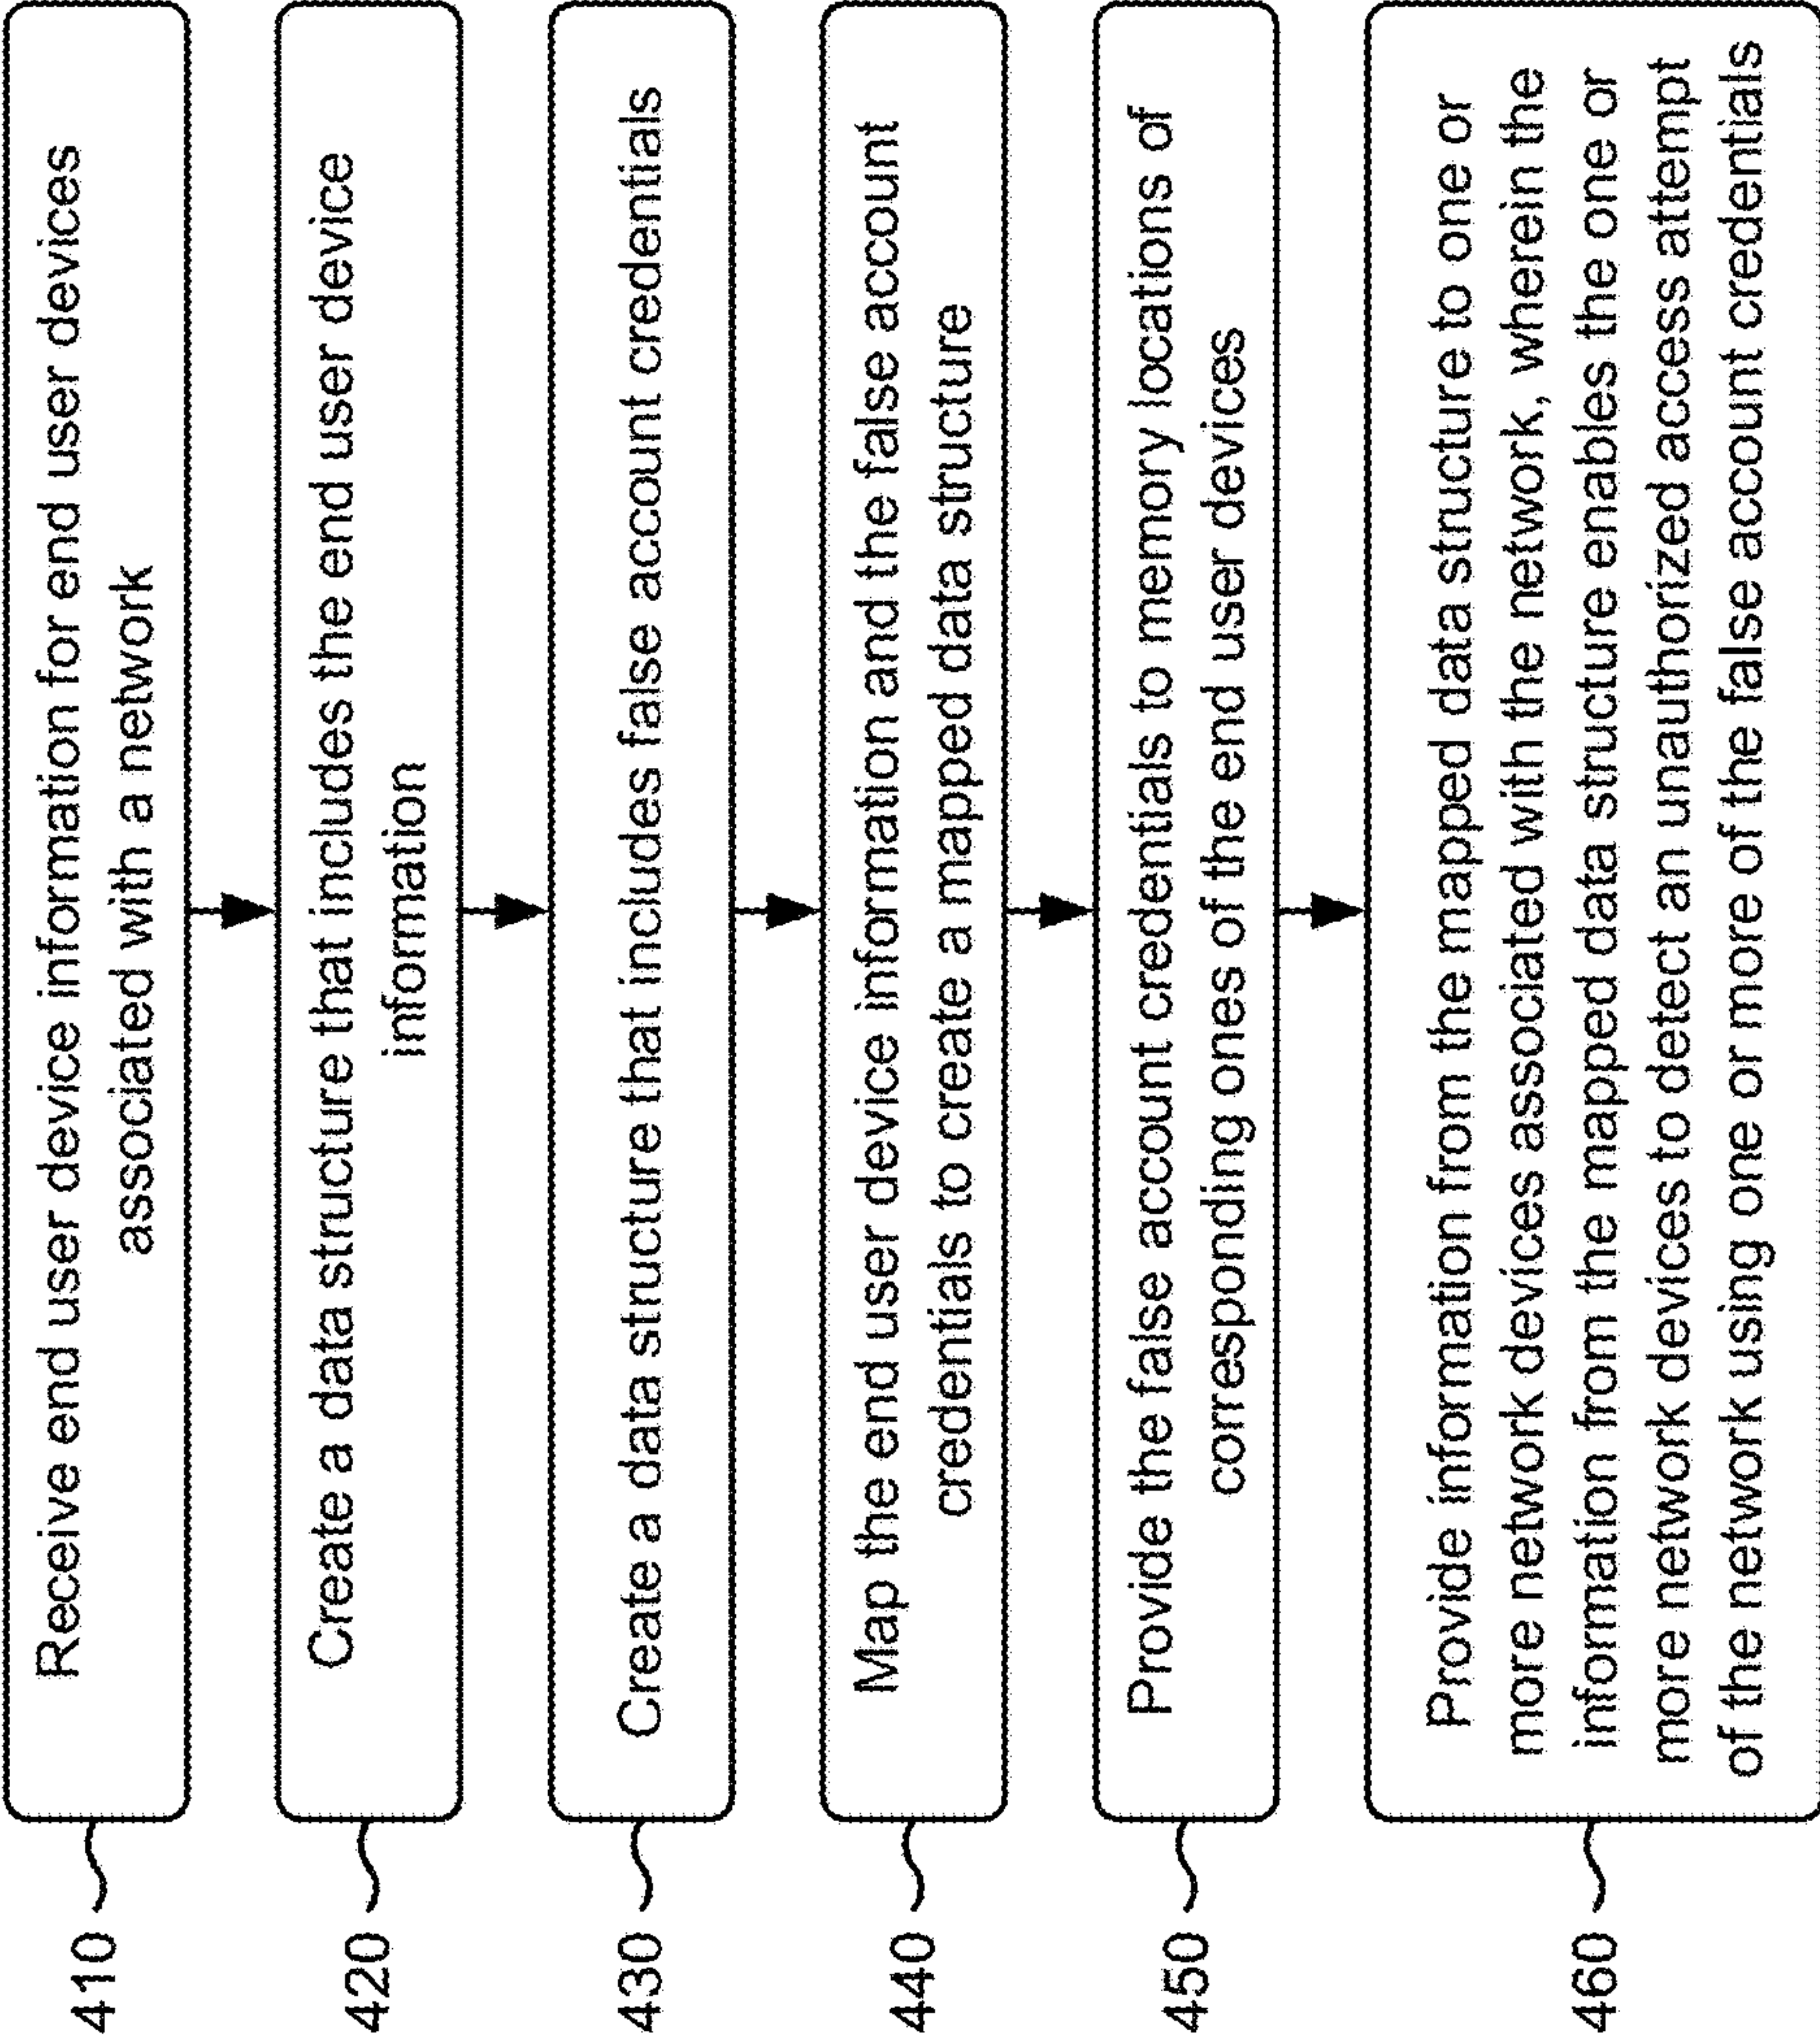 410
Receive end user device information for end user devices
associated with a network
420
Create a data structure that includes the end user device
information
430
Create a data structure that includes false account credentials
440
Map the end user device information and the false account
credentials to create a mapped data structure
450
Provide the false account credentials to memory locations of
corresponding ones of the end user devices
460
Provide information from the mapped data structure to one or
more network devices associated with the network, wherein the
information from the mapped data structure enables the one or
more network devices to detect an unauthorized access attempt
of the network using one or more of the false account credentials